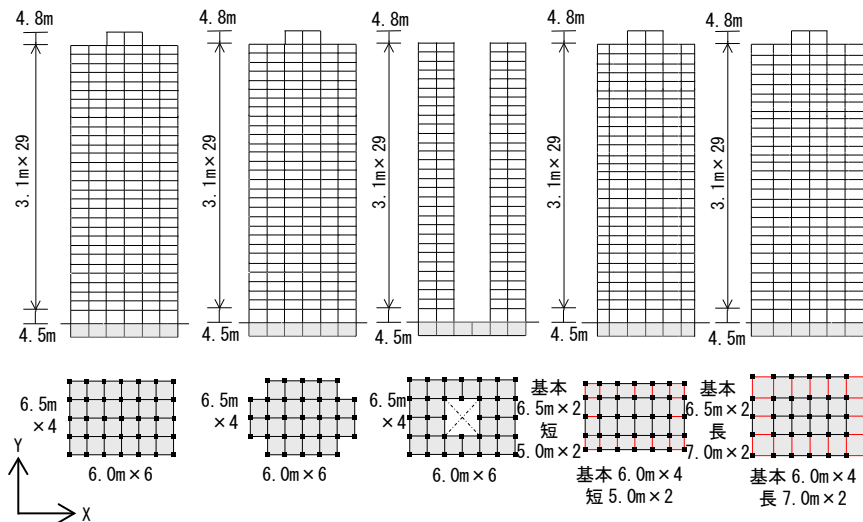 4.8m
4.8m
4.8m
4.8m
3.1m×29
3.1m×29
3.1m×29
3.1m×29
3.1m×29
4.5m
4.5m
4.5m
4.5m
4.5m
6.5m
×4
6.0m×6
6.5m
×4
6.0m×6
6.5m
×4
6.0m×6
基本
6.5m×2
短
5.0m×2
基本 6.0m×4
短 5.0m×2
基本
6.5m×2
長
7.0m×2
基本 6.0m×4
長 7.0m×2
Y
X